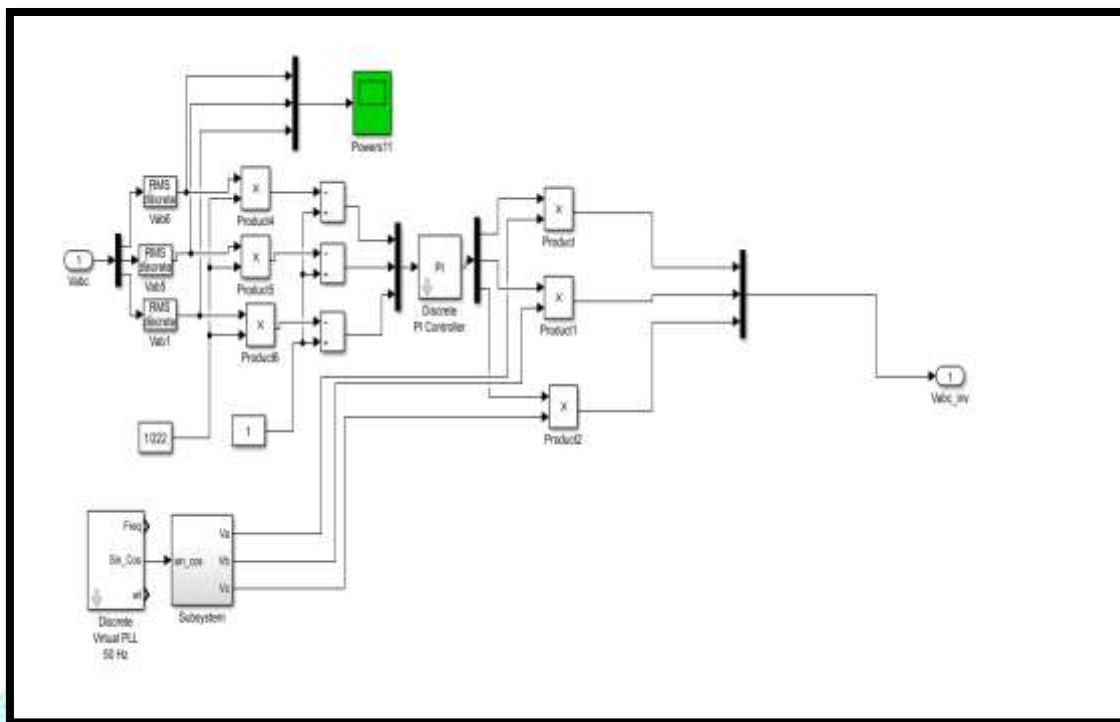 Powers11
RMS
discrete
Vab6
X
Product4
RMS
discrete
Vab5
X
Product5
RMS
discrete
Vab1
X
Product6
1
Vabc
PI
Discrete
PI Controller
X
Product
X
Product1
X
Product2
1
Vabc_inv
1/222
1
Freq
Sin_Cos
wt
Discrete
Virtual PLL
50 Hz
sin_cos
Va
Vb
Vc
Subsystem